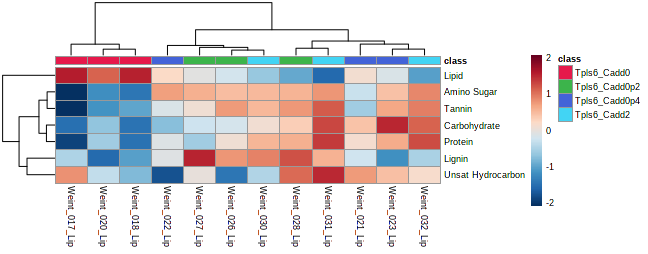 class
Lipid
Amino Sugar
Tannin
Carbohydrate
Protein
Lignin
Unsat Hydrocarbon
Weint_017_Lip
Weint_020_Lip
Weint_018_Lip
Weint_022_Lip
Weint_027_Lip
Weint_026_Lip
Weint_030_Lip
Weint_028_Lip
Weint_031_Lip
Weint_021_Lip
Weint_023_Lip
Weint_032_Lip
2
1
0
-1
-2
class
Tpls6_Cadd0
Tpls6_Cadd0p2
Tpls6_Cadd0p4
Tpls6_Cadd2